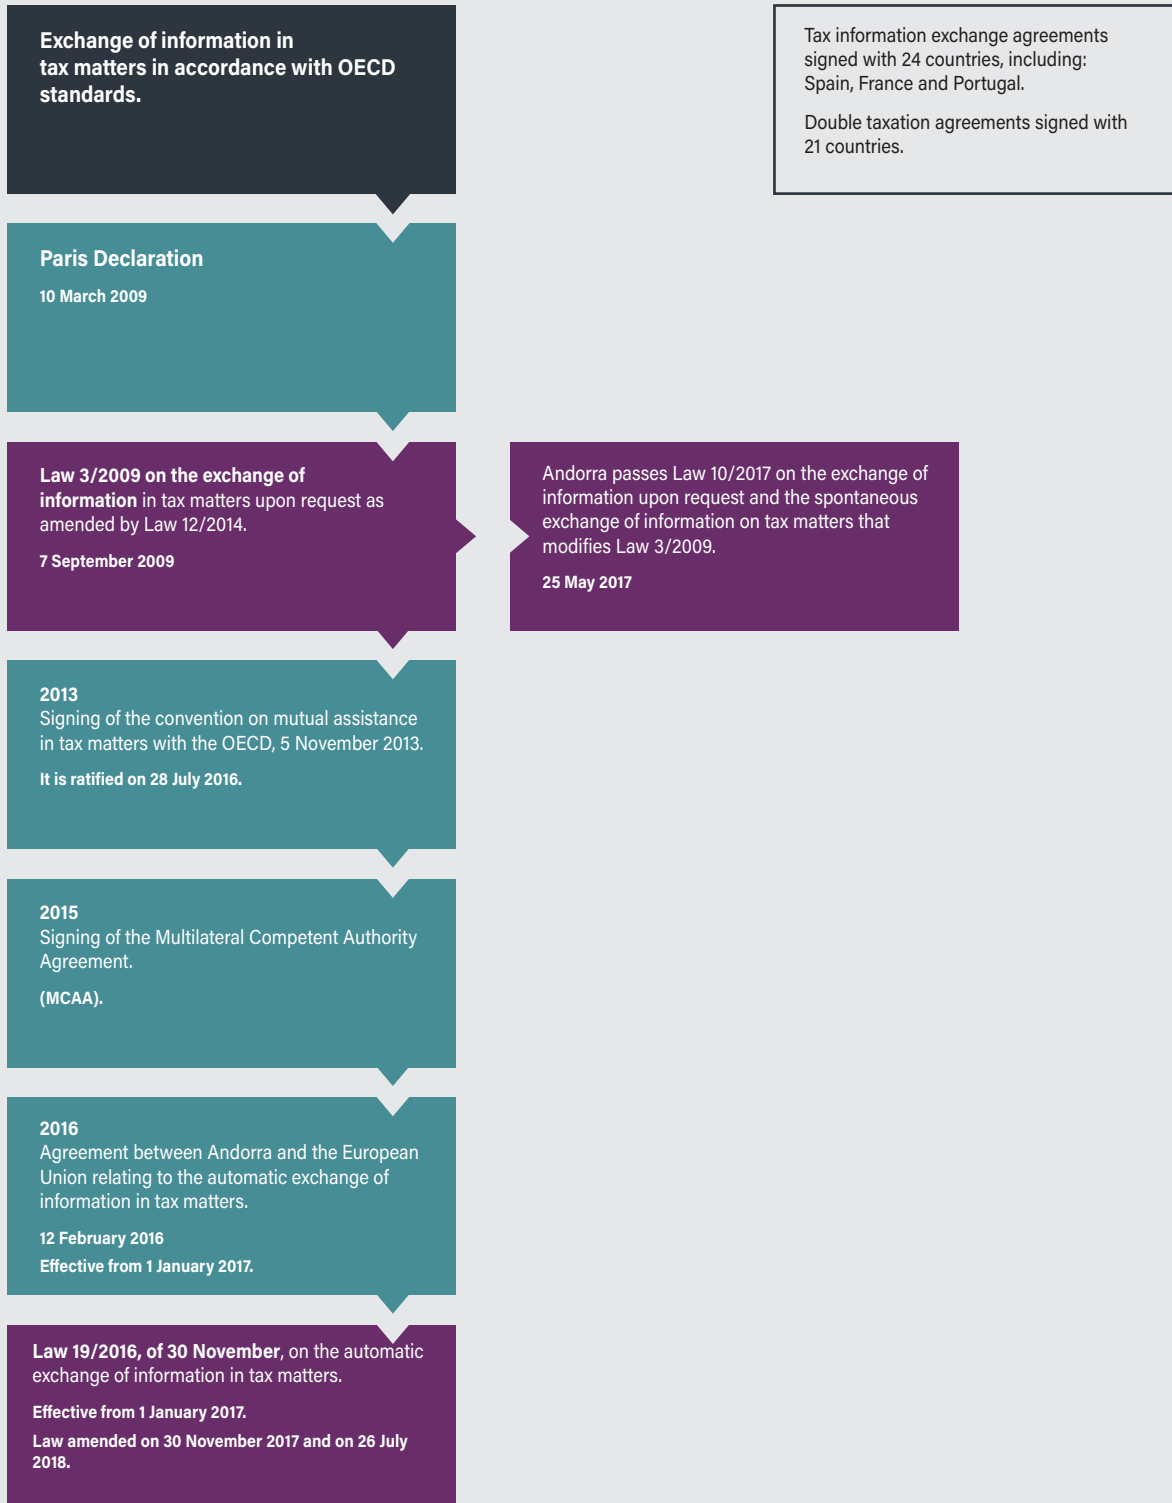 Exchange of information in
tax matters in accordance with OECD
standards.
Tax information exchange agreements
signed with 24 countries, including:
Spain, France and Portugal.
Double taxation agreements signed with
21 countries.
Paris Declaration
10 March 2009
Law 3/2009 on the exchange of
information in tax matters upon request as
amended by Law 12/2014.
7 September 2009
Andorra passes Law 10/2017 on the exchange of
information upon request and the spontaneous
exchange of information on tax matters that
modifies Law 3/2009.
25 May 2017
2013
Signing of the convention on mutual assistance
in tax matters with the OECD, 5 November 2013.
It is ratified on 28 July 2016.
2015
Signing of the Multilateral Competent Authority
Agreement.
(MCAA).
2016
Agreement between Andorra and the European
Union relating to the automatic exchange of
information in tax matters.
12 February 2016
Effective from 1 January 2017.
Law 19/2016, of 30 November, on the automatic
exchange of information in tax matters.
Effective from 1 January 2017.
Law amended on 30 November 2017 and on 26 July
2018.